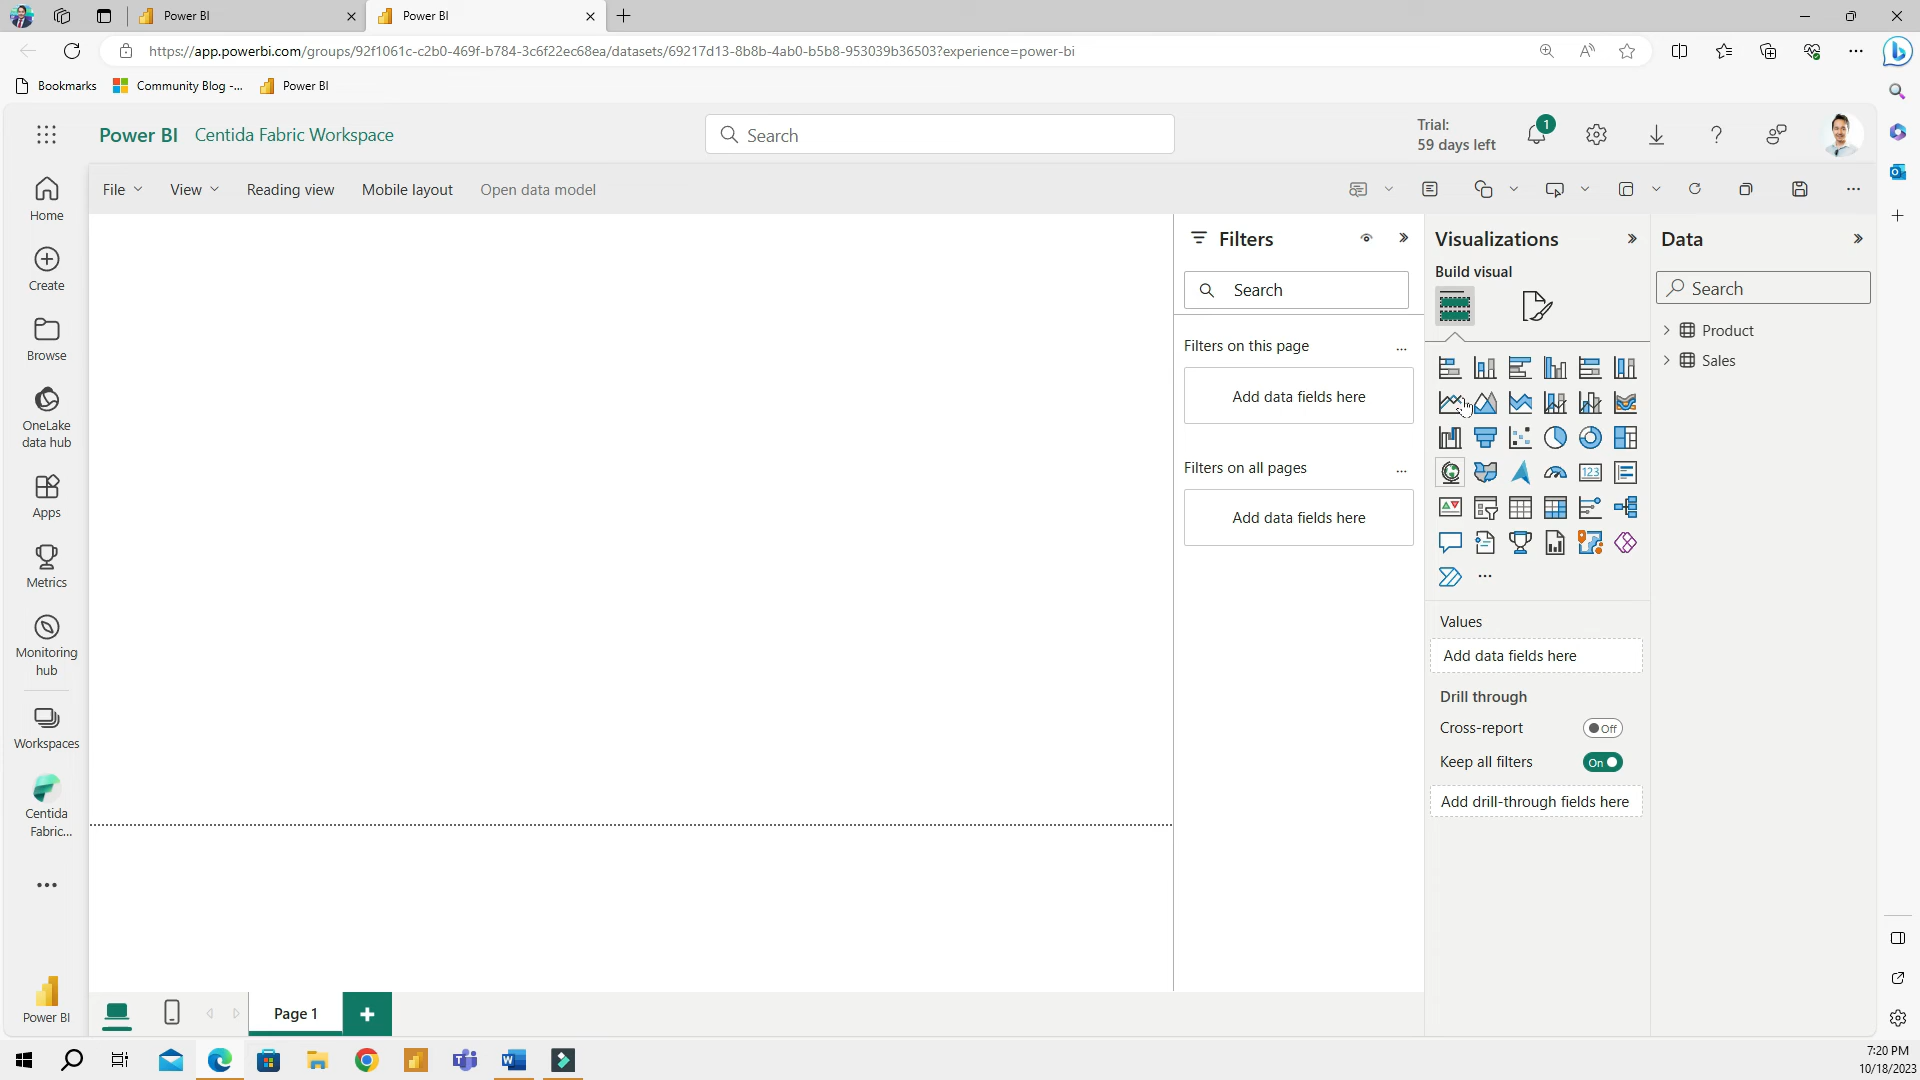 Power BI
Power BI
https://app.powerbi.com/groups/92f1061c-c2b0-469f-b784-3c6f22ec68ea/datasets/69217d13-8b8b-4ab0-b5b8-953039b36503?experience=power-bi
Bookmarks
Community Blog -...
Power BI
Power BI Centida Fabric Workspace
Search
Trial:
59 days left
1
File
View
Reading view
Mobile layout
Open data model
Home
Create
Browse
OneLake
data hub
Apps
Metrics
Monitoring
hub
Workspaces
Centida
Fabric...
Power BI
Filters
Search
Filters on this page
Add data fields here
Filters on all pages
Add data fields here
Visualizations
Build visual
123
Values
Add data fields here
Drill through
Cross-report
Off
Keep all filters
On
Add drill-through fields here
Data
Search
Product
Sales
Page 1
7:20 PM
10/18/2023